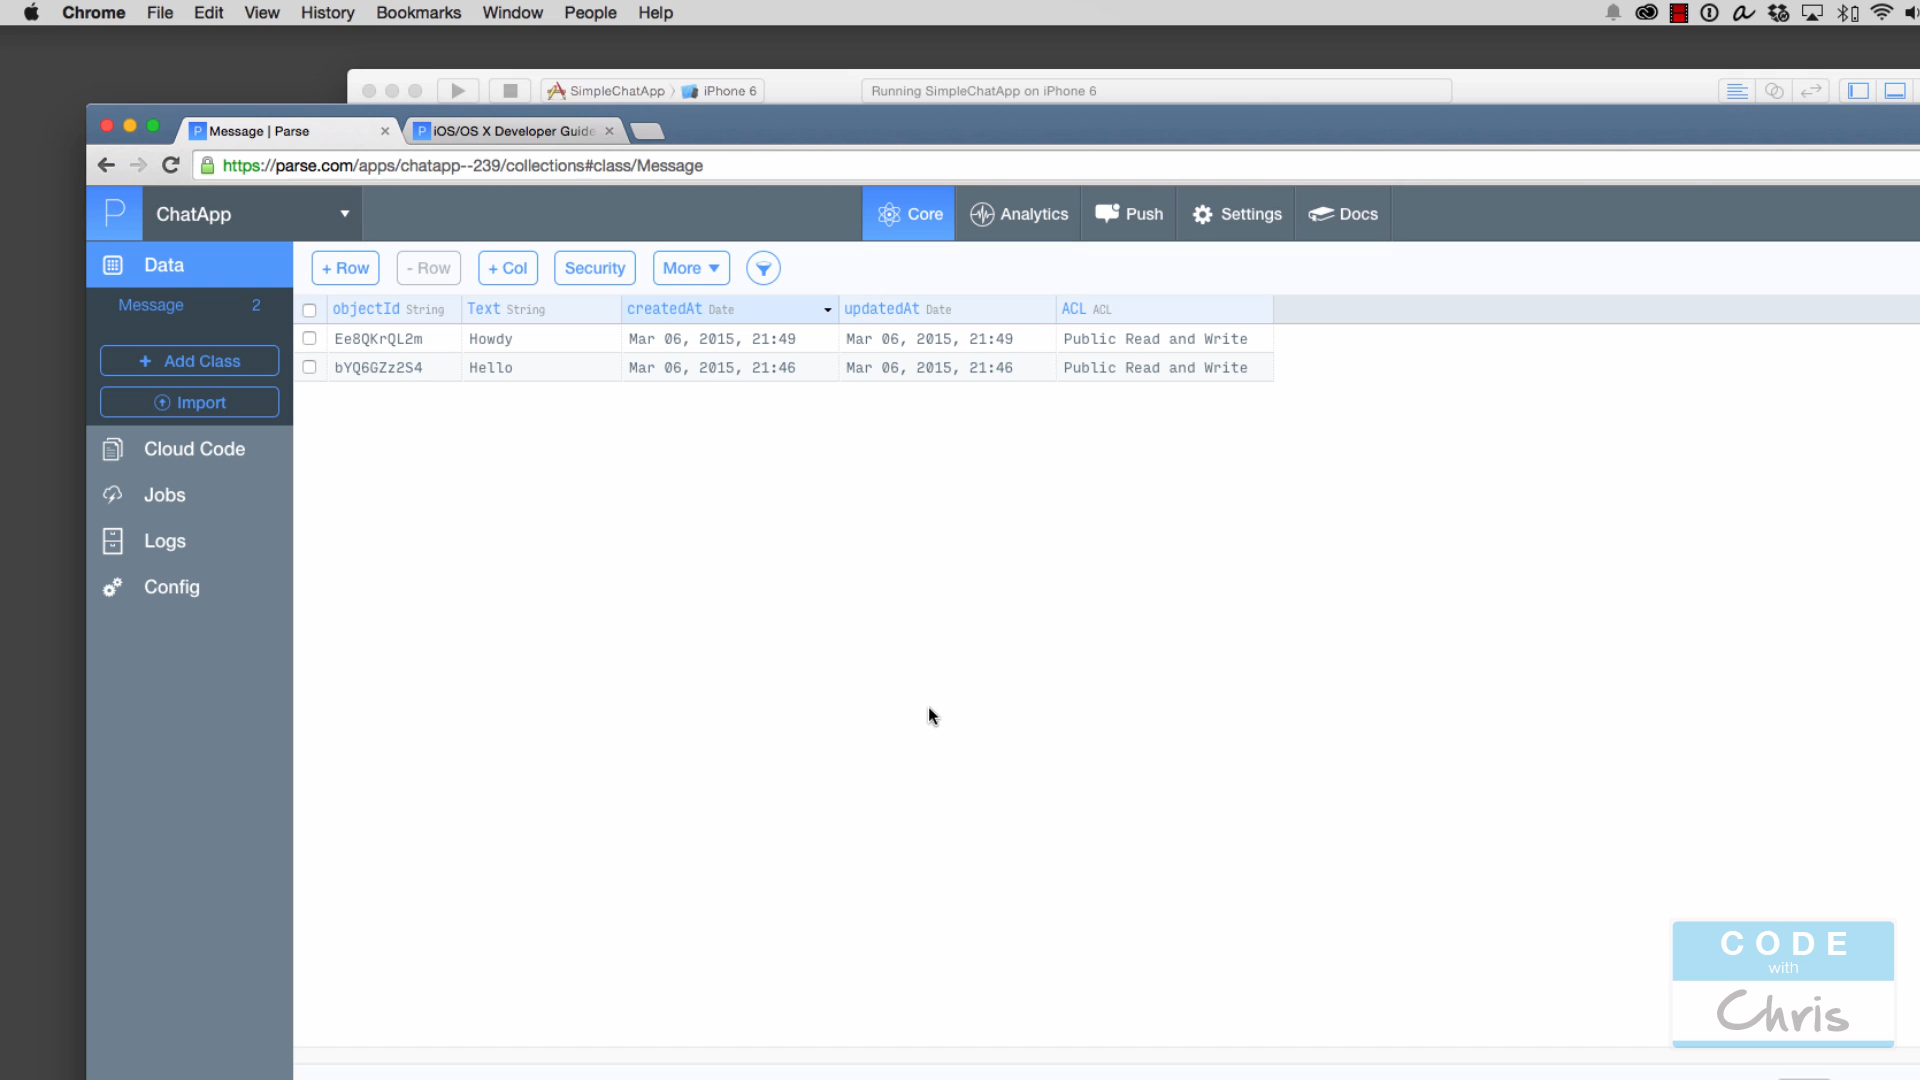 Chrome File Edit View History Bookmarks Window People Help
SimpleChatApp iPhone 6 Running SimpleChatApp on iPhone 6
Message | Parse iOS/OS X Developer Guide
https://parse.com/apps/chatapp--239/collections#class/Message
P ChatApp Core Analytics Push Settings Docs
Data + Row - Row + Col Security More
Message 2
objectId String Text String createdAt Date updatedAt Date ACL ACL
Ee8QKrQL2m Howdy Mar 06, 2015, 21:49 Mar 06, 2015, 21:49 Public Read and Write
bYQ6GZz2S4 Hello Mar 06, 2015, 21:46 Mar 06, 2015, 21:46 Public Read and Write
+ Add Class
Import
Cloud Code
Jobs
Logs
Config
CODE
with
Chris